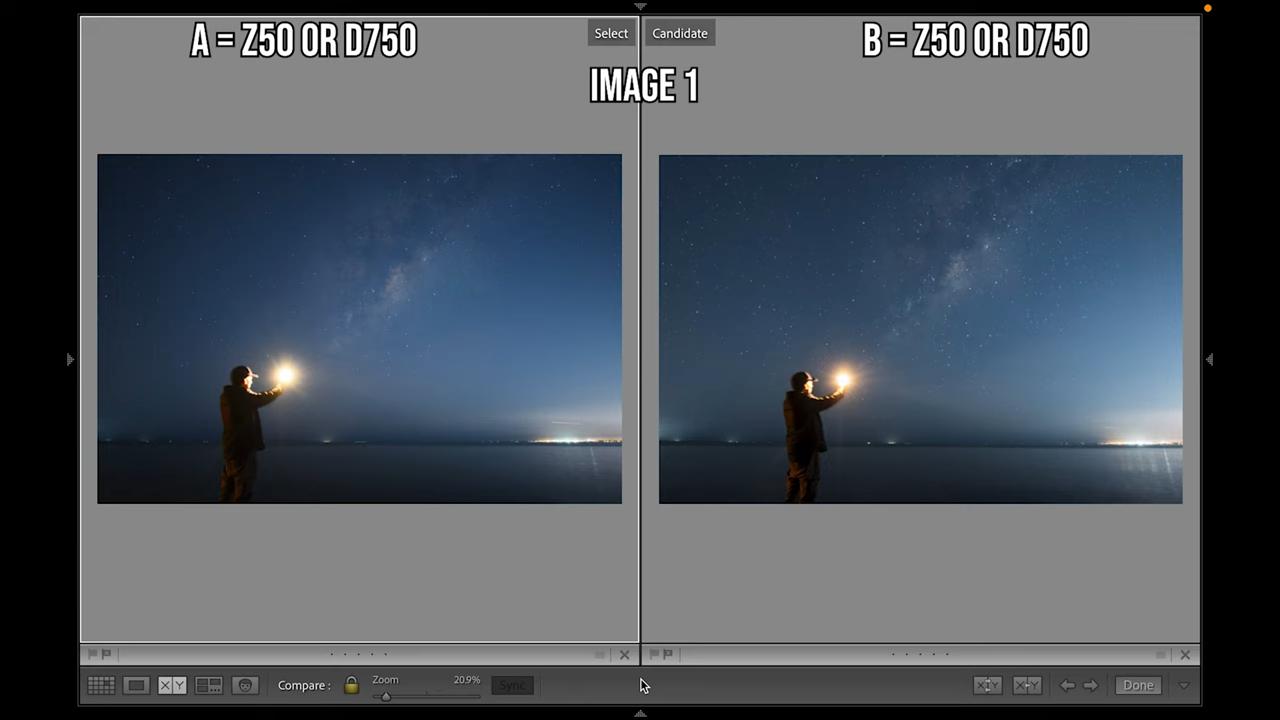 A = Z50 OR D750
Select
Candidate
B = Z50 OR D750
IMAGE 1
Compare :
Zoom
20.9%
Sync
Done